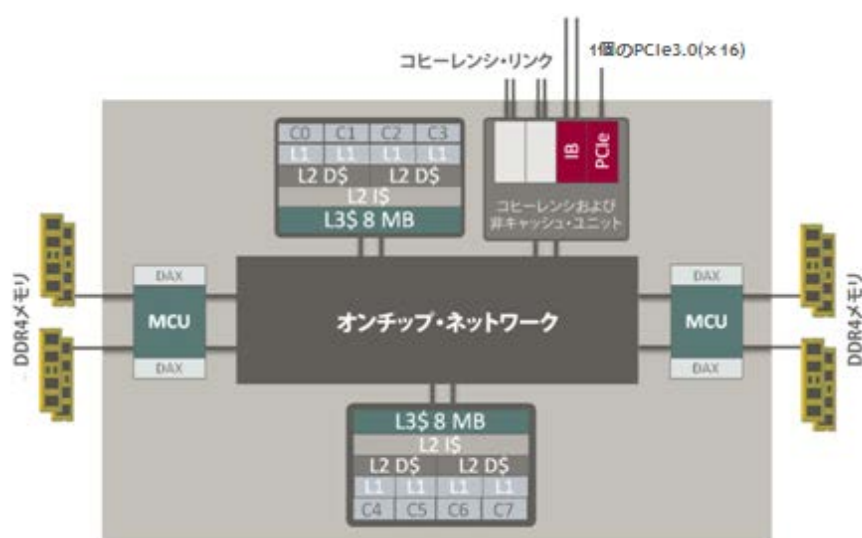 コヒーレンシ・リンク
1個のPCIe3.0(×16)
C0 C1 C2 C3
L1 L1 L1 L1
L2 D$ L2 D$
L2 I$
L3$ 8 MB
IB
PCIe
コヒーレンシおよび
非キャッシュ・ユニット
DDR4メモリ
DAX
MCU
DAX
オンチップ・ネットワーク
DAX
MCU
DAX
DDR4メモリ
L3$ 8 MB
L2 I$
L2 D$ L2 D$
L1 L1 L1 L1
C4 C5 C6 C7